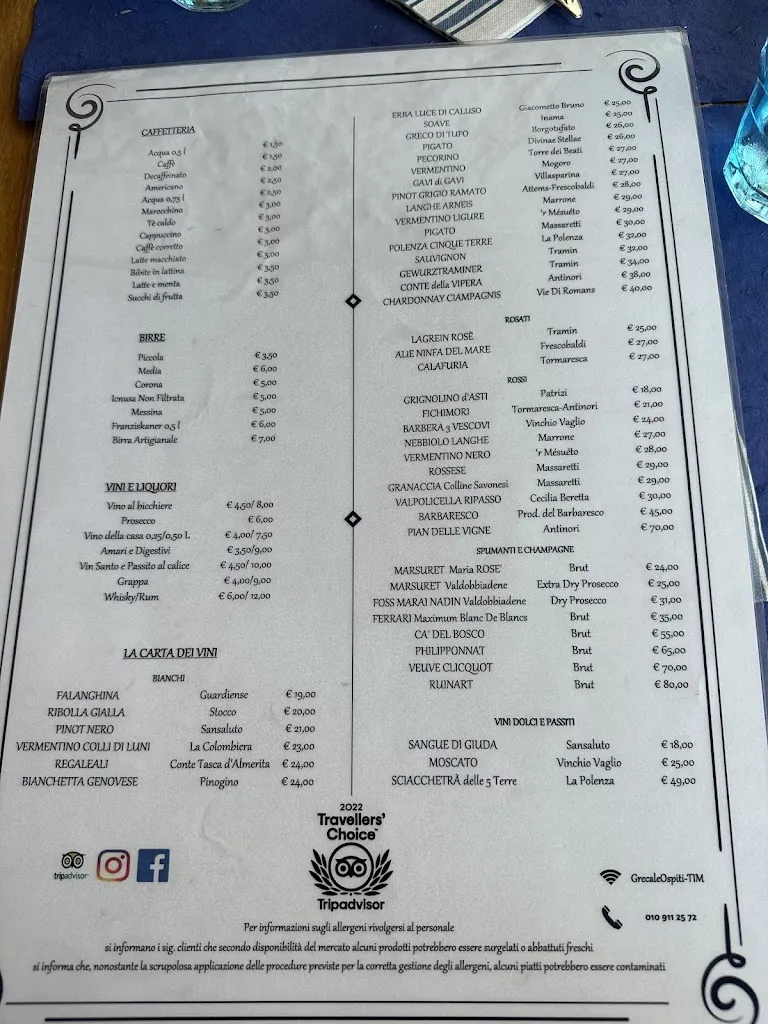 CAFFETTERIA
Acqua 0,5 l € 1,50
Caffè € 1,50
Decaffeinato € 2,00
Americano € 2,50
Acqua 0,75 l € 2,50
Marocchino € 3,00
Tè caldo € 3,00
Cappuccino € 3,00
Caffè corretto € 3,00
Latte macchiato € 3,00
Bibite in lattina € 3,50
Latte e menta € 3,50
Succhi di frutta € 3,50
BIRRE
Piccola € 3,50
Media € 6,00
Corona € 5,00
Icnusa Non Filtrata € 5,00
Messina € 5,00
Franziskaner 0,5 l € 6,00
Birra Artigianale € 7,00
VINI E LIQUORI
Vino al bicchiere € 4,50/ 8,00
Prosecco € 6,00
Vino della casa 0,25/0,50 L € 4,00/ 7,50
Amari e Digestivi € 3,50/9,00
Vin Santo e Passito al calice € 4,50/ 10,00
Grappa € 4,00/9,00
Whisky/Rum € 6,00/ 12,00
LA CARTA DEI VINI
BIANCHI
FALANGHINA Guardiense € 19,00
RIBOLLA GIALLA Stocco € 20,00
PINOT NERO Sansaluto € 21,00
VERMENTINO COLLI DI LUNI La Colombiera € 23,00
REGALEALI Conte Tasca d'Almerita € 24,00
BIANCHETTA GENOVESE Pinogino € 24,00
ERBA LUCE DI CALUSO Giacometto Bruno € 25,00
SOAVE Inama € 25,00
GRECO DI TUFO Borgotufato € 26,00
PIGATO Divinae Stellae € 26,00
PECORINO Torre dei Beati € 27,00
VERMENTINO Mogoro € 27,00
GAVI di GAVI Villasparina € 27,00
PINOT GRIGIO RAMATO Attems-Frescobaldi € 28,00
LANGHE ARNEIS Marrone € 29,00
VERMENTINO LIGURE 'r Mésuêto € 29,00
PIGATO Massaretti € 30,00
POLENZA CINQUE TERRE La Polenza € 32,00
SAUVIGNON Tramin € 32,00
GEWURZTRAMINER Tramin € 34,00
CONTE della VIPERA Antinori € 38,00
CHARDONNAY CIAMPAGNIS Vie Di Romans € 40,00
ROSATI
LAGREIN ROSÈ Tramin € 25,00
ALIE NINFA DEL MARE Frescobaldi € 27,00
CALAFURIA Tormaresca € 27,00
ROSSI
GRIGNOLINO d'ASTI Patrizi € 18,00
FICHIMORI Tormaresca-Antinori € 21,00
BARBERA 3 VESCOVI Vinchio Vaglio € 24,00
NEBBIOLO LANGHE Marrone € 27,00
VERMENTINO NERO 'r Mésuêto € 28,00
ROSSESE Massaretti € 29,00
GRANACCIA Colline Savonesi Massaretti € 29,00
VALPOLICELLA RIPASSO Cecilia Beretta € 30,00
BARBARESCO Prod. del Barbaresco € 45,00
PIAN DELLE VIGNE Antinori € 70,00
SPUMANTI E CHAMPAGNE
MARSURET Maria ROSE' Brut € 24,00
MARSURET Valdobbiadene Extra Dry Prosecco € 25,00
FOSS MARAI NADIN Valdobbiadene Dry Prosecco € 31,00
FERRARI Maximum Blanc De Blancs Brut € 35,00
CA' DEL BOSCO Brut € 55,00
PHILIPPONNAT Brut € 65,00
VEUVE CLICQUOT Brut € 70,00
RUINART Brut € 80,00
VINI DOLCI E PASSITI
SANGUE DI GIUDA Sansaluto € 18,00
MOSCATO Vinchio Vaglio € 25,00
SCIACCHETRÀ delle 5 Terre La Polenza € 49,00
2022
Travellers'
Choice™
Tripadvisor
tripadvisor
GrecaleOspiti-TIM
010 911 25 72
Per informazioni sugli allergeni rivolgersi al personale
si informano i sig. clienti che secondo disponibilità del mercato alcuni prodotti potrebbero essere surgelati o abbattuti freschi
si informa che, nonostante la scrupolosa applicazione delle procedure previste per la corretta gestione degli allergeni, alcuni piatti potrebbero essere contaminati